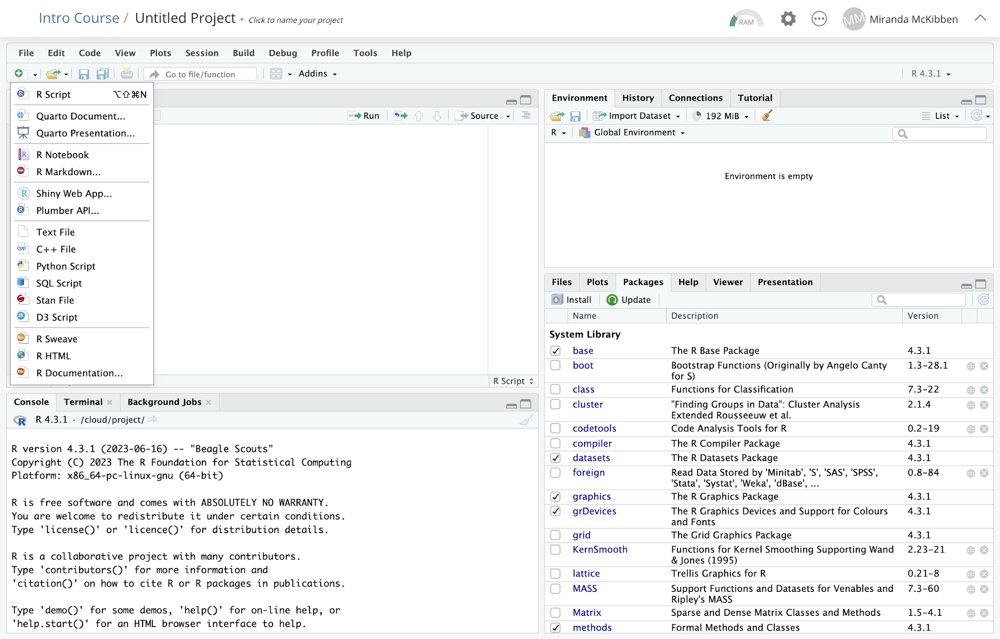 Intro Course / Untitled Project Click to name your project
RAM
MM Miranda McKibben
File Edit Code View Plots Session Build Debug Profile Tools Help
Go to file/function Addins R 4.3.1
R Script ⌥⇧⌘N
Quarto Document...
Quarto Presentation...
R Notebook
R Markdown...
Shiny Web App...
Plumber API...
Text File
C++ File
Python Script
SQL Script
Stan File
D3 Script
R Sweave
R HTML
R Documentation...
Run Source
R Script
Console Terminal Background Jobs
R 4.3.1 · /cloud/project/
R version 4.3.1 (2023-06-16) -- "Beagle Scouts"
Copyright (C) 2023 The R Foundation for Statistical Computing
Platform: x86_64-pc-linux-gnu (64-bit)
R is free software and comes with ABSOLUTELY NO WARRANTY.
You are welcome to redistribute it under certain conditions.
Type 'license()' or 'licence()' for distribution details.
R is a collaborative project with many contributors.
Type 'contributors()' for more information and
'citation()' on how to cite R or R packages in publications.
Type 'demo()' for some demos, 'help()' for on-line help, or
'help.start()' for an HTML browser interface to help.
Environment History Connections Tutorial
Import Dataset 192 MiB List
R Global Environment
Environment is empty
Files Plots Packages Help Viewer Presentation
Install Update
Name Description Version
System Library
base The R Base Package 4.3.1
boot Bootstrap Functions (Originally by Angelo Canty 1.3-28.1
for S)
class Functions for Classification 7.3-22
cluster "Finding Groups in Data": Cluster Analysis 2.1.4
Extended Rousseeuw et al.
codetools Code Analysis Tools for R 0.2-19
compiler The R Compiler Package 4.3.1
datasets The R Datasets Package 4.3.1
foreign Read Data Stored by 'Minitab', 'S', 'SAS', 'SPSS', 0.8-84
'Stata', 'Systat', 'Weka', 'dBase', ...
graphics The R Graphics Package 4.3.1
grDevices The R Graphics Devices and Support for Colours 4.3.1
and Fonts
grid The Grid Graphics Package 4.3.1
KernSmooth Functions for Kernel Smoothing Supporting Wand 2.23-21
& Jones (1995)
lattice Trellis Graphics for R 0.21-8
MASS Support Functions and Datasets for Venables and 7.3-60
Ripley's MASS
Matrix Sparse and Dense Matrix Classes and Methods 1.5-4.1
methods Formal Methods and Classes 4.3.1